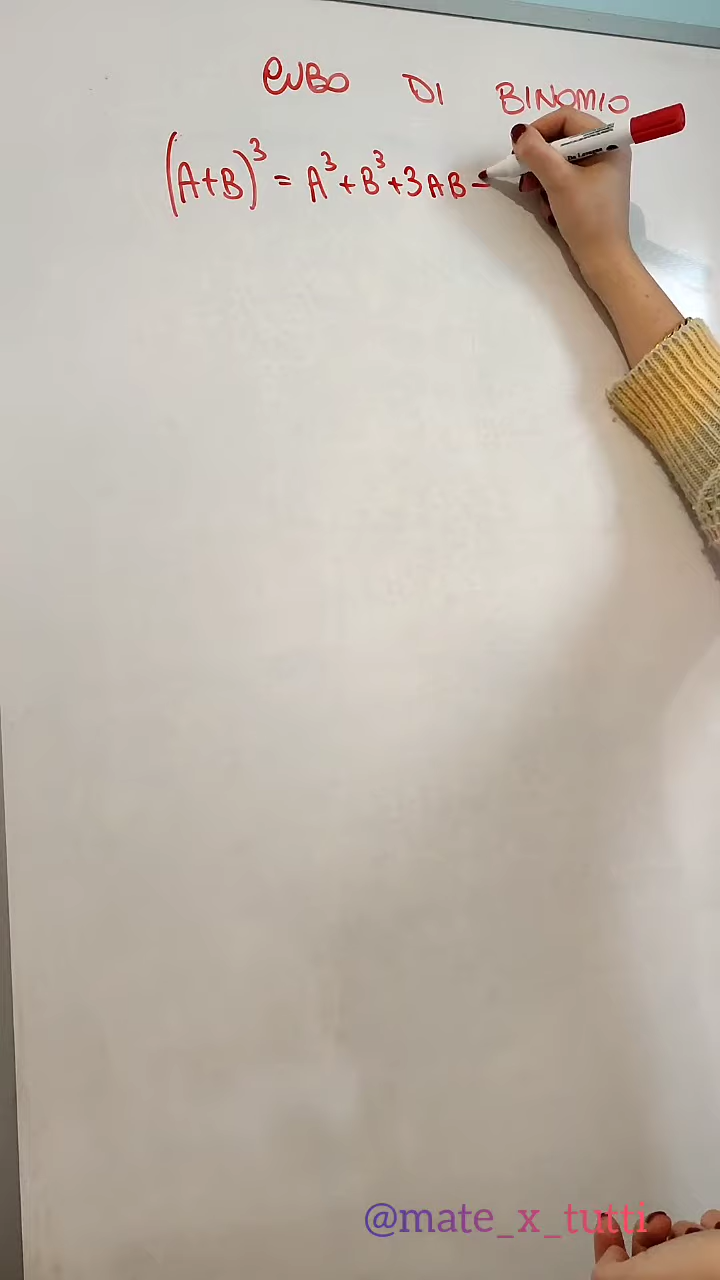 CUBO DI BINOMIO
(A+B)³ = A³+B³+3AB-
@mate_x_tutti